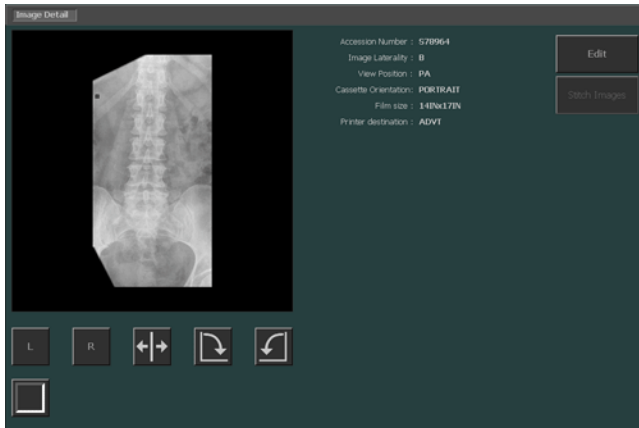 Image Detail
Accession Number : 578964
Image Laterality : B
View Position : PA
Cassette Orientation: PORTRAIT
Film size : 14INx17IN
Printer destination : ADVT
Edit
Stitch Images
L
R